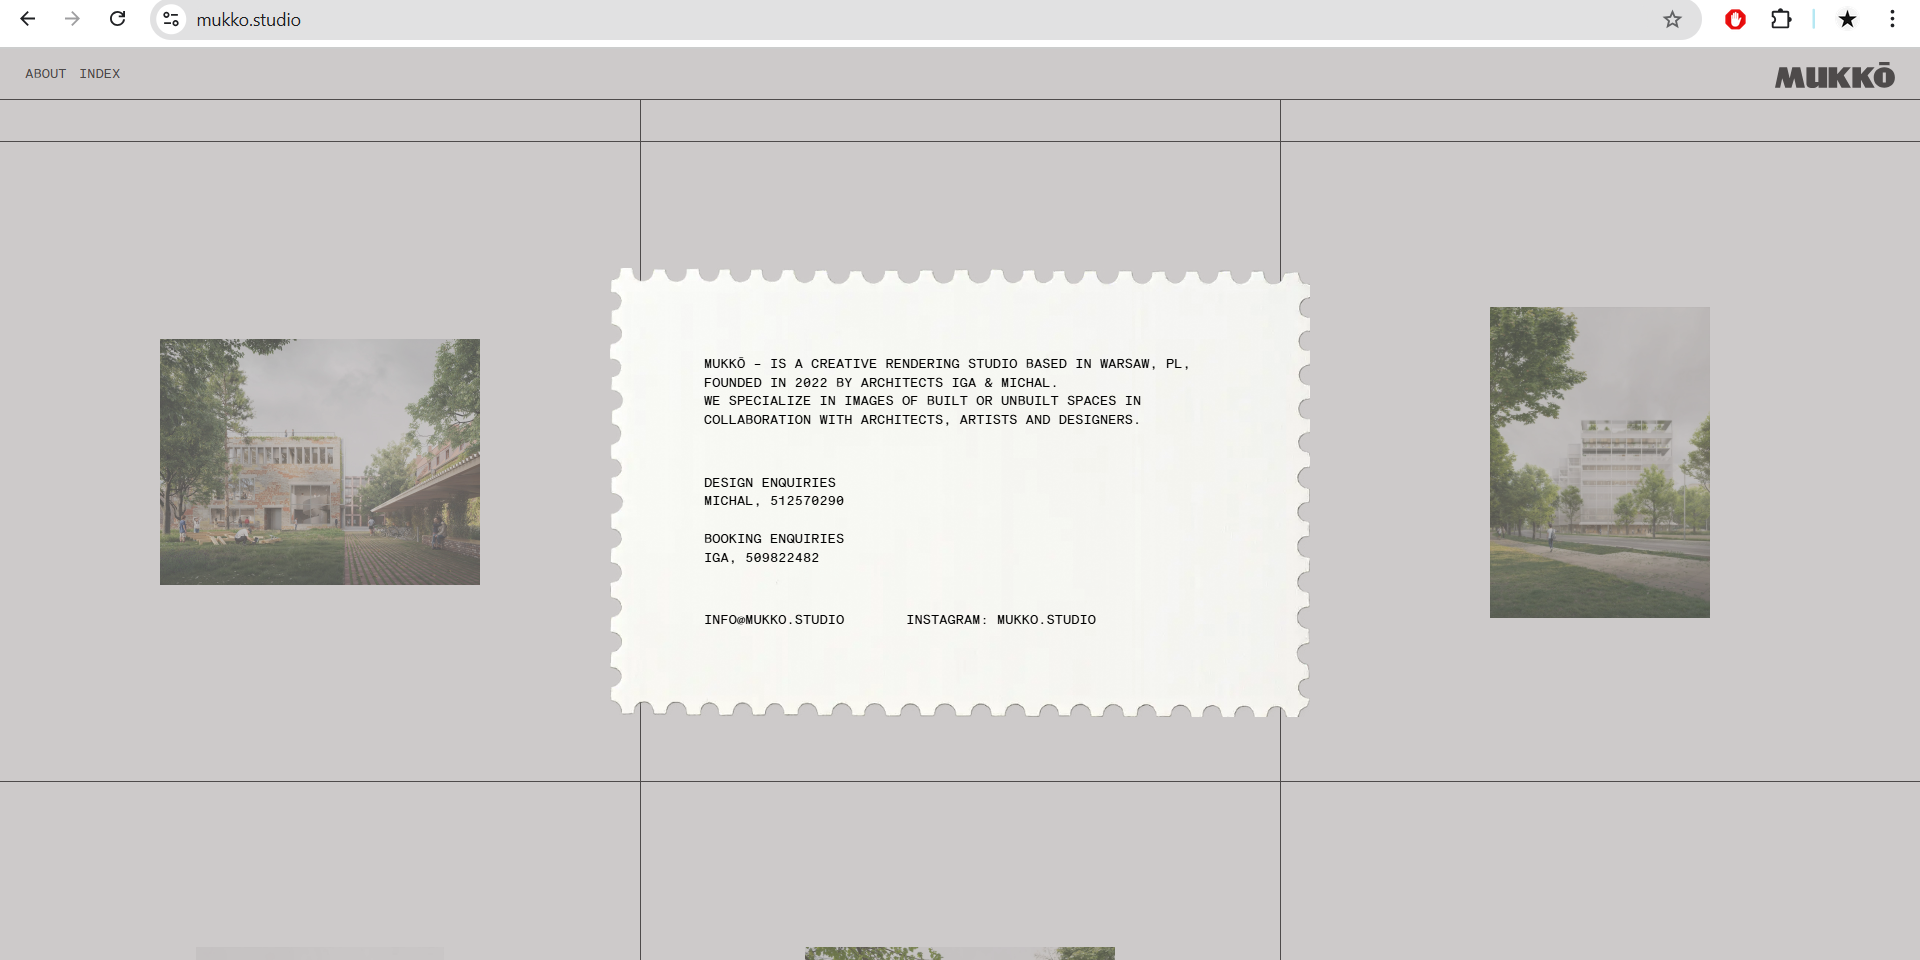 mukko.studio
ABOUT INDEX
MUKKŌ
MUKKŌ – IS A CREATIVE RENDERING STUDIO BASED IN WARSAW, PL,
FOUNDED IN 2022 BY ARCHITECTS IGA & MICHAL.
WE SPECIALIZE IN IMAGES OF BUILT OR UNBUILT SPACES IN
COLLABORATION WITH ARCHITECTS, ARTISTS AND DESIGNERS.
DESIGN ENQUIRIES
MICHAL, 512570290
BOOKING ENQUIRIES
IGA, 509822482
INFO@MUKKO.STUDIO INSTAGRAM: MUKKO.STUDIO